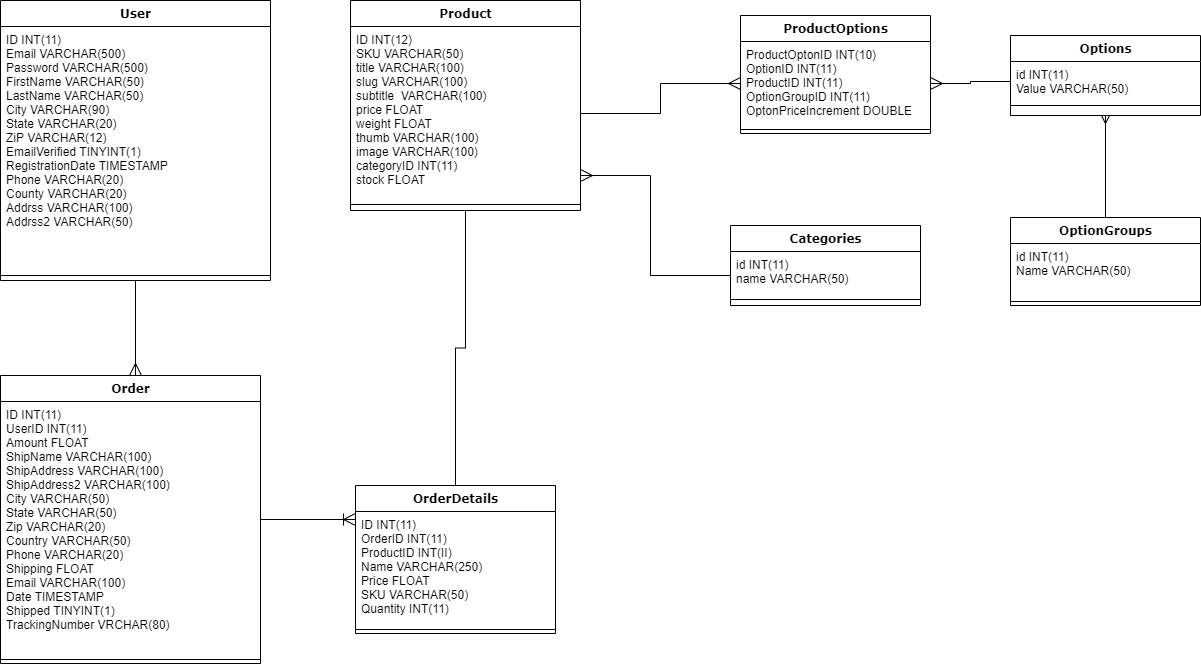 User
ID INT(11)
Email VARCHAR(500)
Password VARCHAR(500)
FirstName VARCHAR(50)
LastName VARCHAR(50)
City VARCHAR(90)
State VARCHAR(20)
ZiP VARCHAR(12)
EmailVerified TINYINT(1)
RegistrationDate TIMESTAMP
Phone VARCHAR(20)
County VARCHAR(20)
Addrss VARCHAR(100)
Addrss2 VARCHAR(50)
Product
ID INT(12)
SKU VARCHAR(50)
title VARCHAR(100)
slug VARCHAR(100)
subtitle VARCHAR(100)
price FLOAT
weight FLOAT
thumb VARCHAR(100)
image VARCHAR(100)
categoryID INT(11)
stock FLOAT
ProductOptions
ProductOptonID INT(10)
OptionID INT(11)
ProductID INT(11)
OptionGroupID INT(11)
OptonPriceIncrement DOUBLE
Options
id INT(11)
Value VARCHAR(50)
Categories
id INT(11)
name VARCHAR(50)
OptionGroups
id INT(11)
Name VARCHAR(50)
Order
ID INT(11)
UserID INT(11)
Amount FLOAT
ShipName VARCHAR(100)
ShipAddress VARCHAR(100)
ShipAddress2 VARCHAR(100)
City VARCHAR(50)
State VARCHAR(50)
Zip VARCHAR(20)
Country VARCHAR(50)
Phone VARCHAR(20)
Shipping FLOAT
Email VARCHAR(100)
Date TIMESTAMP
Shipped TINYINT(1)
TrackingNumber VRCHAR(80)
OrderDetails
ID INT(11)
OrderID INT(11)
ProductID INT(II)
Name VARCHAR(250)
Price FLOAT
SKU VARCHAR(50)
Quantity INT(11)